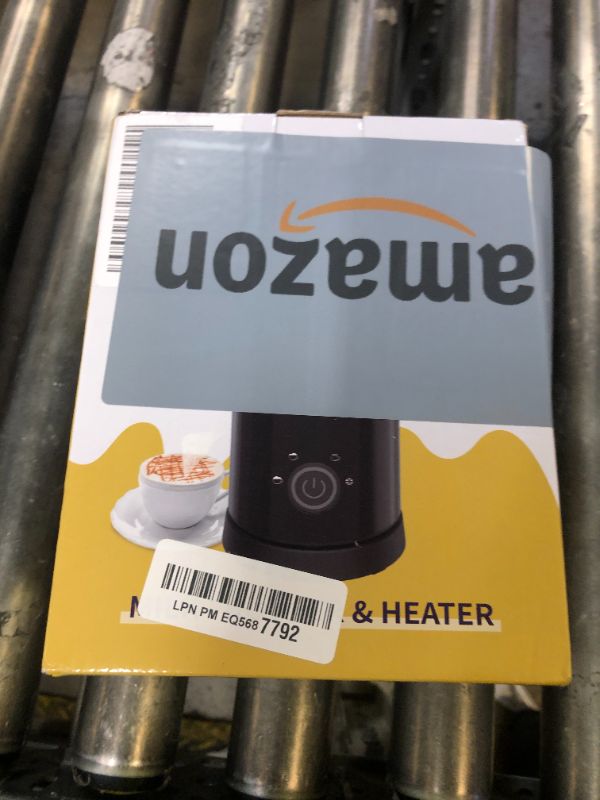 amazon
LPN PM EQ568 7792
& HEATER